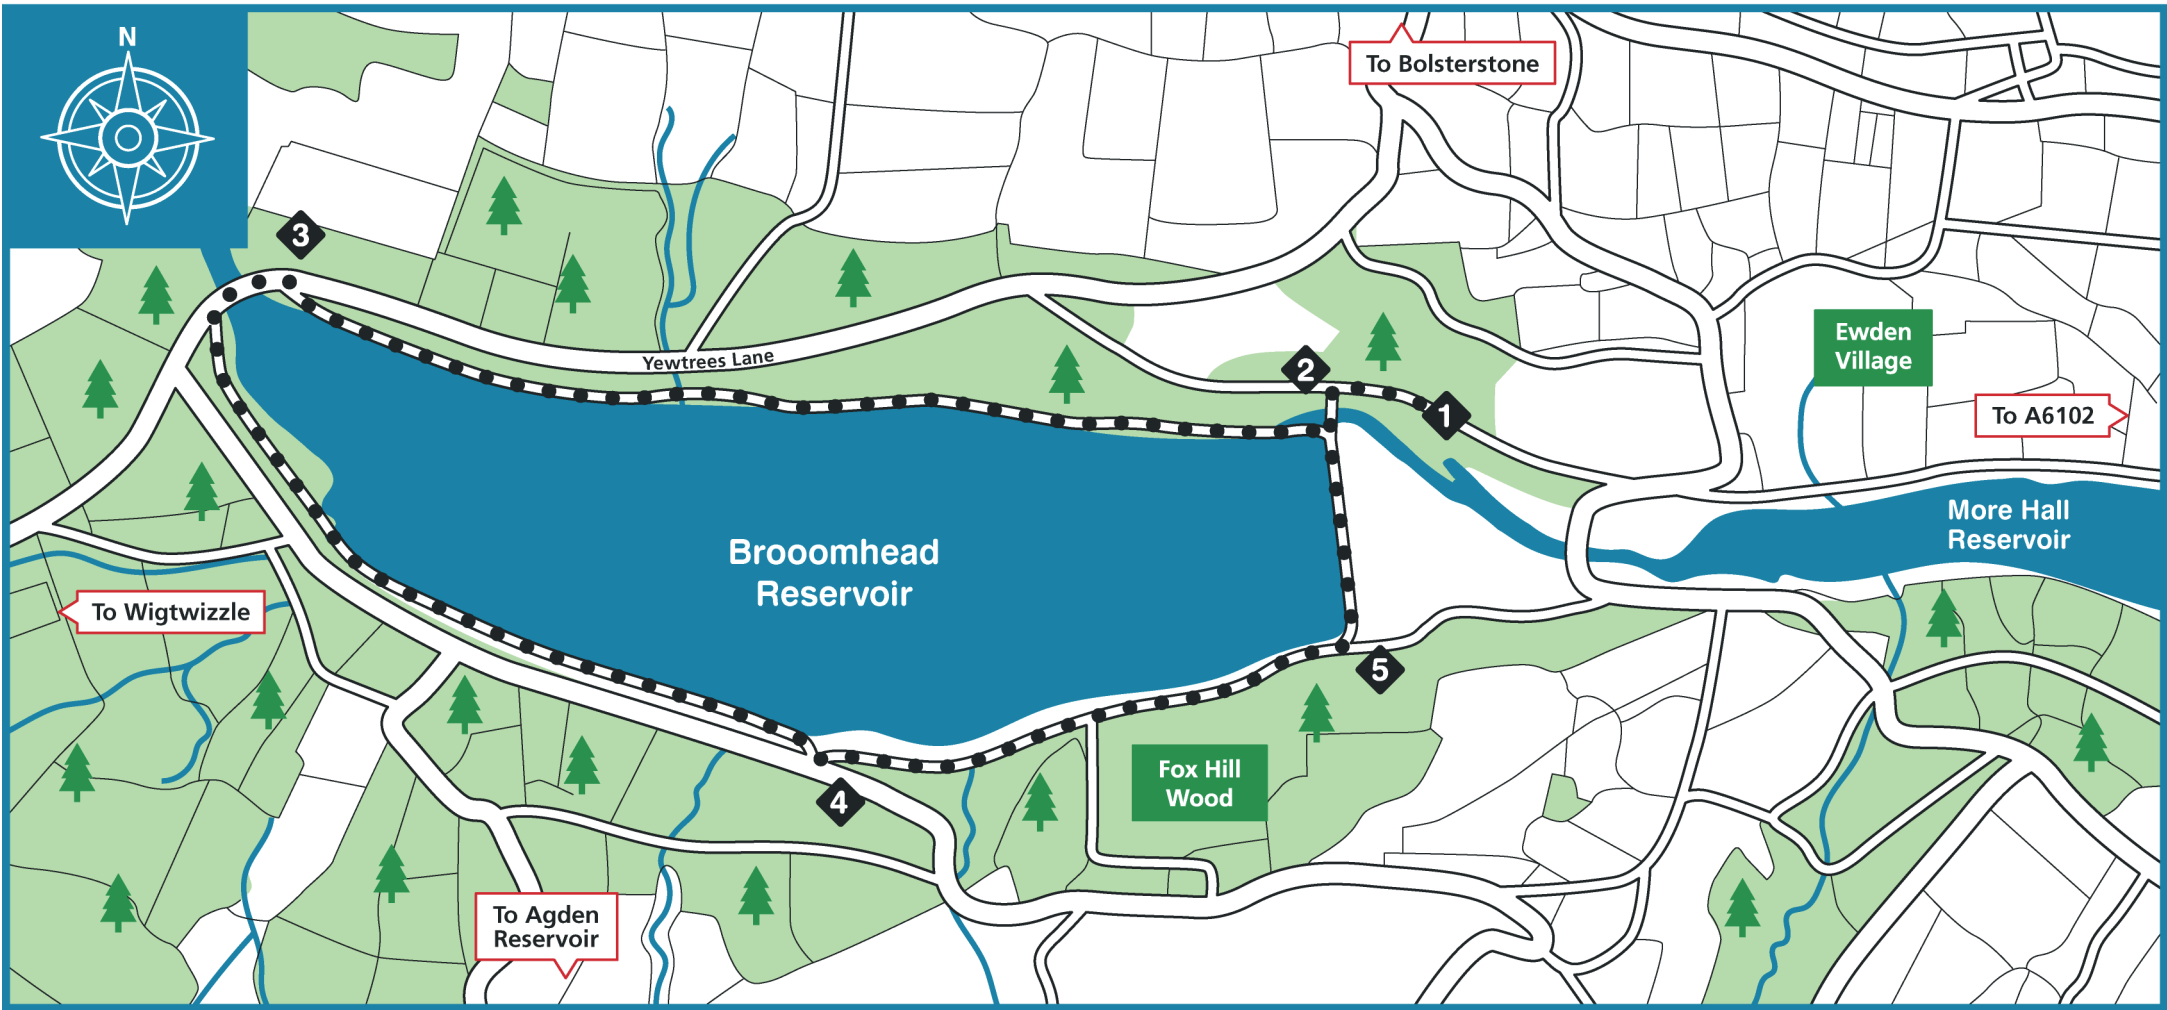 N
To Bolsterstone
3
Yewtrees Lane
2
1
Ewden
Village
To A6102
More Hall
Reservoir
Brooomhead
Reservoir
To Wigtwizzle
5
Fox Hill
Wood
4
To Agden
Reservoir